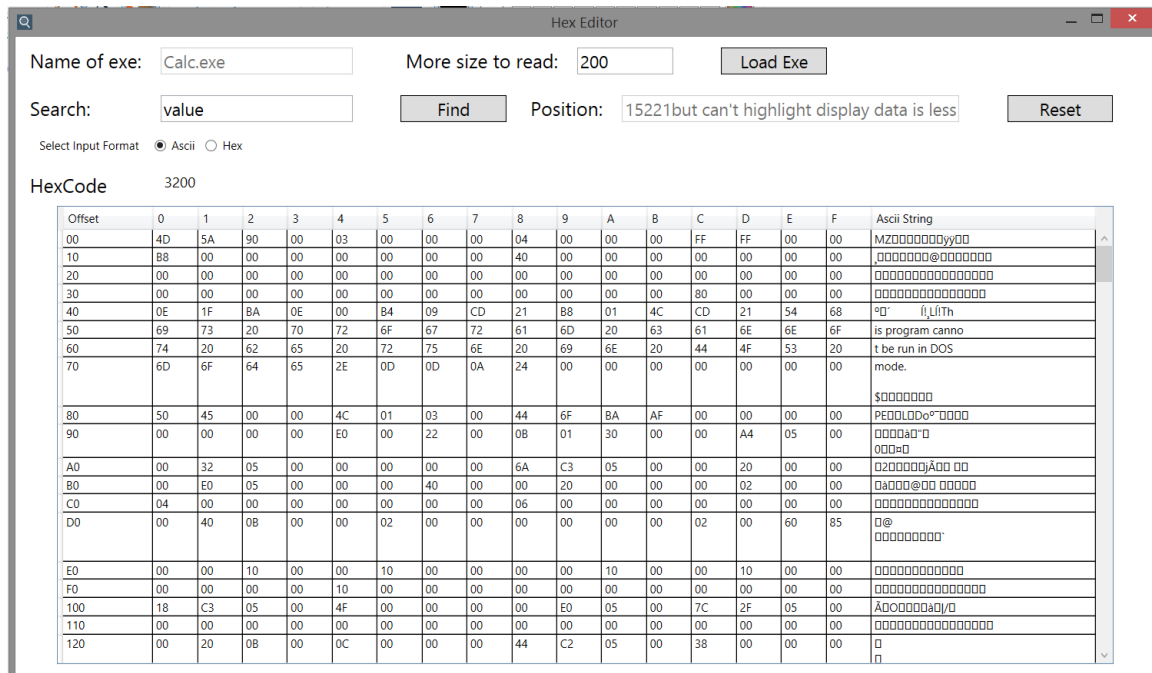 Hex Editor
Name of exe: Calc.exe More size to read: 200 Load Exe
Search: value Find Position: 15221but can't highlight display data is less Reset
Select Input Format Ascii Hex
HexCode 3200
Offset 0 1 2 3 4 5 6 7 8 9 A B C D E F Ascii String
00 4D 5A 90 00 03 00 00 00 04 00 00 00 FF FF 00 00 MZ▯▯▯▯▯▯▯ÿÿ▯▯
10 B8 00 00 00 00 00 00 00 40 00 00 00 00 00 00 00 ¸▯▯▯▯▯▯▯@▯▯▯▯▯▯▯
20 00 00 00 00 00 00 00 00 00 00 00 00 00 00 00 00 ▯▯▯▯▯▯▯▯▯▯▯▯▯▯▯▯
30 00 00 00 00 00 00 00 00 00 00 00 00 80 00 00 00 ▯▯▯▯▯▯▯▯▯▯▯▯▯▯▯
40 0E 1F BA 0E 00 B4 09 CD 21 B8 01 4C CD 21 54 68 º▯´ Í!¸LÍ!Th
50 69 73 20 70 72 6F 67 72 61 6D 20 63 61 6E 6E 6F is program canno
60 74 20 62 65 20 72 75 6E 20 69 6E 20 44 4F 53 20 t be run in DOS
70 6D 6F 64 65 2E 0D 0D 0A 24 00 00 00 00 00 00 00 mode.
$▯▯▯▯▯▯▯
80 50 45 00 00 4C 01 03 00 44 6F BA AF 00 00 00 00 PE▯▯L▯Doº¯▯▯▯▯
90 00 00 00 00 E0 00 22 00 0B 01 30 00 00 A4 05 00 ▯▯▯▯à▯"▯
0▯▯¤▯
A0 00 32 05 00 00 00 00 00 6A C3 05 00 00 20 00 00 ▯2▯▯▯▯▯jÃ▯▯ ▯▯
B0 00 E0 05 00 00 00 40 00 00 20 00 00 00 02 00 00 ▯à▯▯▯@▯▯ ▯▯▯▯▯
C0 04 00 00 00 00 00 00 00 06 00 00 00 00 00 00 00 ▯▯▯▯▯▯▯▯▯▯▯▯▯▯
D0 00 40 0B 00 00 02 00 00 00 00 00 00 02 00 60 85 ▯@
▯▯▯▯▯▯▯▯▯`
E0 00 00 10 00 00 10 00 00 00 00 10 00 00 10 00 00 ▯▯▯▯▯▯▯▯▯▯▯▯
F0 00 00 00 00 10 00 00 00 00 00 00 00 00 00 00 00 ▯▯▯▯▯▯▯▯▯▯▯▯▯▯▯
100 18 C3 05 00 4F 00 00 00 00 E0 05 00 7C 2F 05 00 Ã▯O▯▯▯▯à▯|/▯
110 00 00 00 00 00 00 00 00 00 00 00 00 00 00 00 00 ▯▯▯▯▯▯▯▯▯▯▯▯▯▯▯▯
120 00 20 0B 00 0C 00 00 00 44 C2 05 00 38 00 00 00 ▯
▯